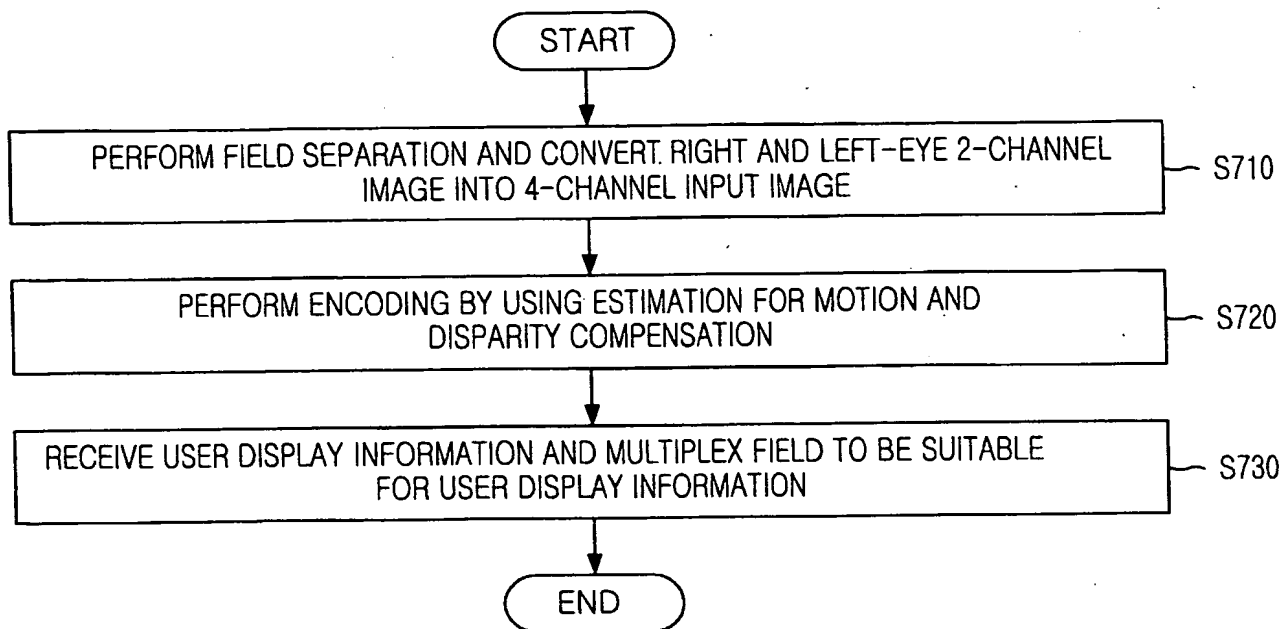 START
PERFORM FIELD SEPARATION AND CONVERT RIGHT AND LEFT-EYE 2-CHANNEL
IMAGE INTO 4-CHANNEL INPUT IMAGE
S710
PERFORM ENCODING BY USING ESTIMATION FOR MOTION AND
DISPARITY COMPENSATION
S720
RECEIVE USER DISPLAY INFORMATION AND MULTIPLEX FIELD TO BE SUITABLE
FOR USER DISPLAY INFORMATION
S730
END